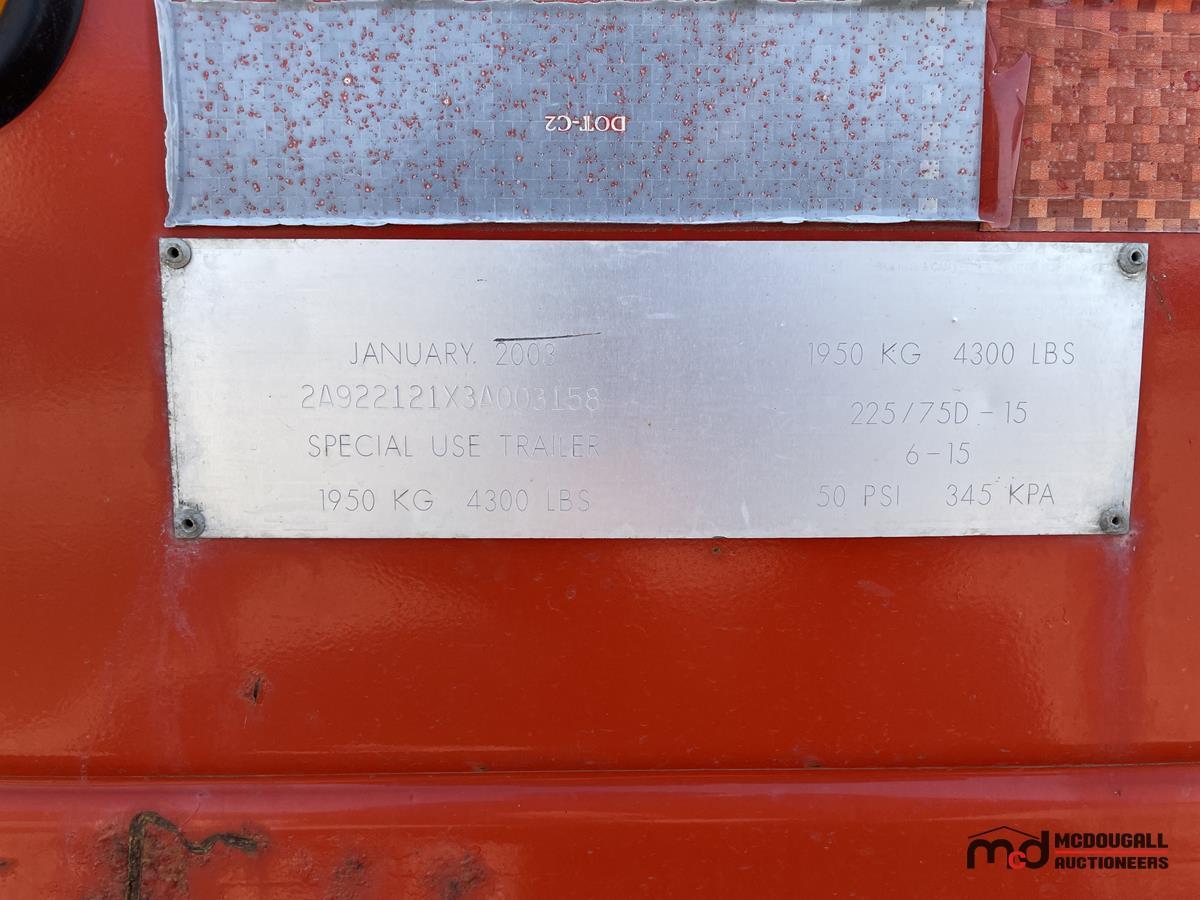 DOT-C2
JANUARY. 2003
2A922121X3A003158
SPECIAL USE TRAILER
1950 KG 4300 LBS
1950 KG 4300 LBS
225/75D-15
6-15
50 PSI 345 KPA
mcd MCDOUGALL
AUCTIONEERS